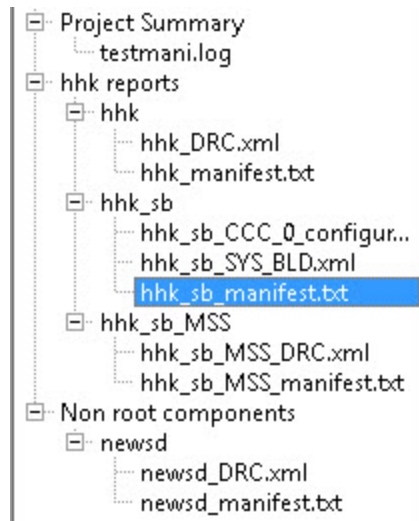 Project Summary
testmani.log
hhk reports
hhk
hhk_DRC.xml
hhk_manifest.txt
hhk_sb
hhk_sb_CCC_0_configur...
hhk_sb_SYS_BLD.xml
hhk_sb_manifest.txt
hhk_sb_MSS
hhk_sb_MSS_DRC.xml
hhk_sb_MSS_manifest.txt
Non root components
newsd
newsd_DRC.xml
newsd_manifest.txt